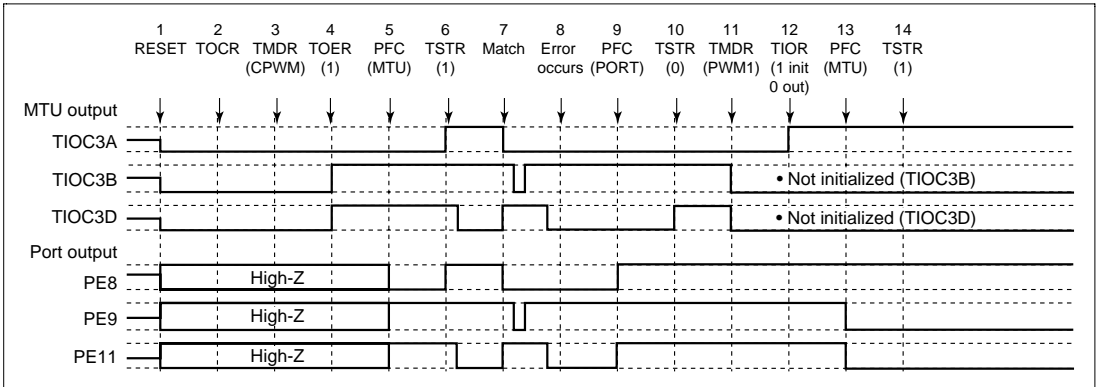 1 2 3 4 5 6 7 8 9 10 11 12 13 14
RESET TOCR TMDR TOER PFC TSTR Match Error PFC TSTR TMDR TIOR PFC TSTR
(CPWM) (1) (MTU) (1) occurs (PORT) (0) (PWM1) (1 init (MTU) (1)
0 out)
MTU output
TIOC3A
TIOC3B • Not initialized (TIOC3B)
TIOC3D • Not initialized (TIOC3D)
Port output
PE8 High-Z
PE9 High-Z
PE11 High-Z